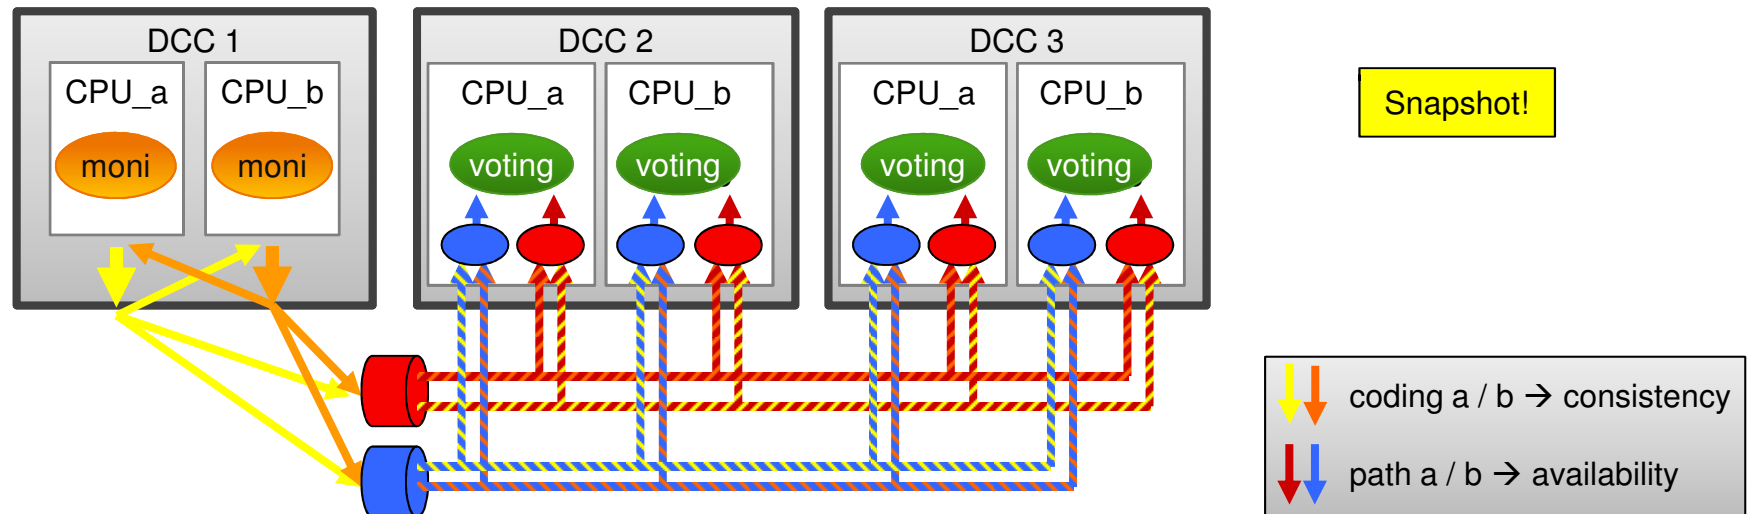 DCC 1
DCC 2
DCC 3
CPU_a
CPU_b
CPU_a
CPU_b
CPU_a
CPU_b
Snapshot!
moni
moni
voting
voting
voting
voting
coding a / b → consistency
path a / b → availability